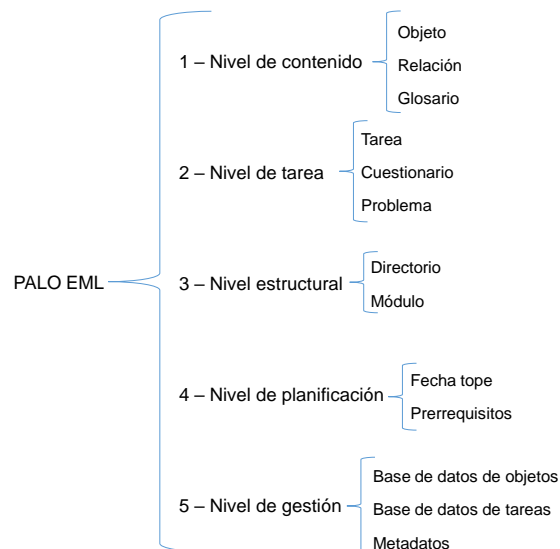 PALO EML
1 – Nivel de contenido
Objeto
Relación
Glosario
2 – Nivel de tarea
Tarea
Cuestionario
Problema
3 – Nivel estructural
Directorio
Módulo
4 – Nivel de planificación
Fecha tope
Prerrequisitos
5 – Nivel de gestión
Base de datos de objetos
Base de datos de tareas
Metadatos